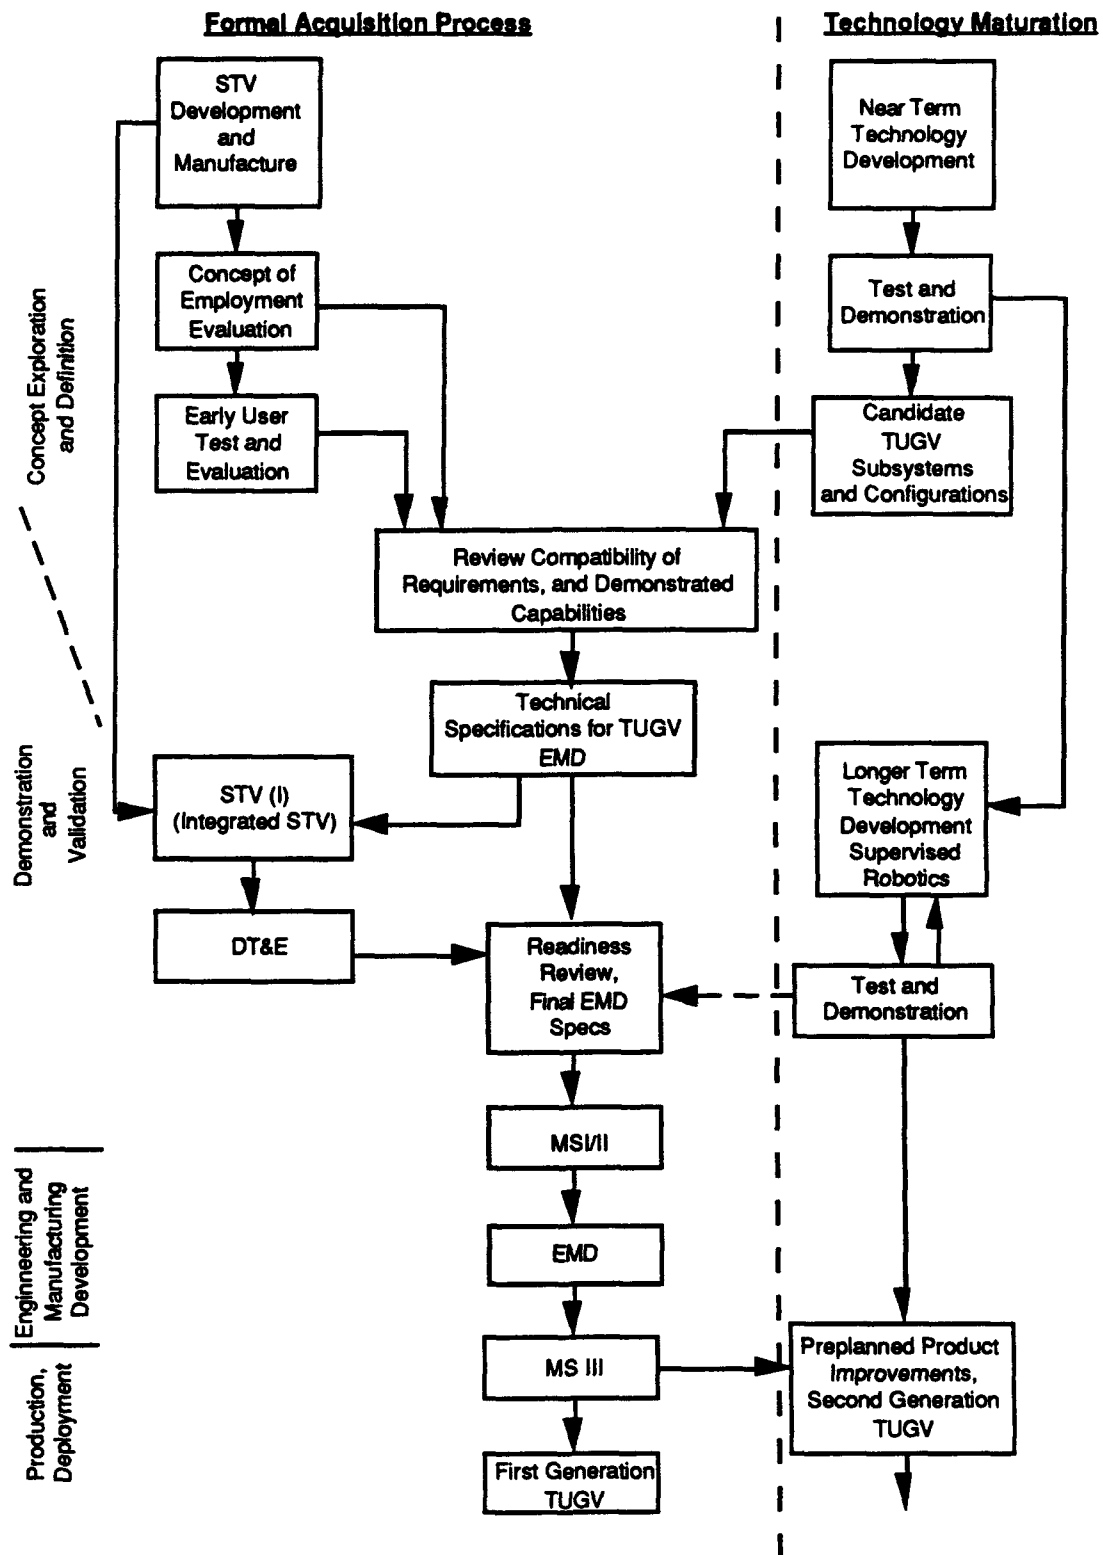 Formal Acquisition Process
Technology Maturation
STV
Development
and
Manufacture
Near Term
Technology
Development
Concept of
Employment
Evaluation
Test and
Demonstration
Concept Exploration
and Definition
Early User
Test and
Evaluation
Candidate
TUGV
Subsystems
and Configurations
Review Compatibility of
Requirements, and Demonstrated
Capabilities
Technical
Specifications for TUGV
EMD
Demonstration
and
Validation
STV (I)
(Integrated STV)
Longer Term
Technology
Development
Supervised
Robotics
DT&E
Readiness
Review,
Final EMD
Specs
Test and
Demonstration
MSI/II
Enginneering and
Manufacturing
Development
EMD
MS III
Preplanned Product
Improvements,
Second Generation
TUGV
Production,
Deployment
First Generation
TUGV